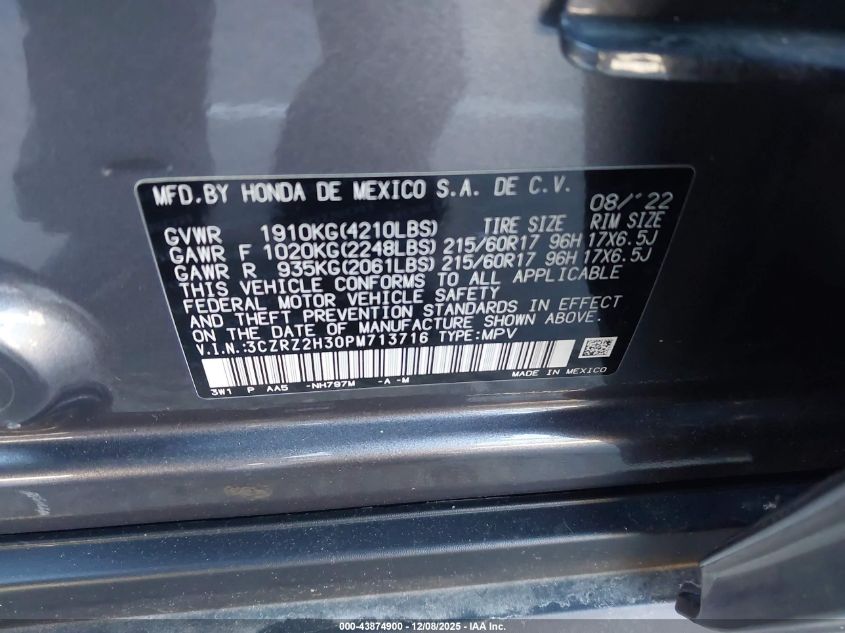 MFD.BY HONDA DE MEXICO S.A. DE C.V. 08/'22
GVWR 1910KG(4210LBS) TIRE SIZE RIM SIZE
GAWR F 1020KG(2248LBS) 215/60R17 96H 17X6.5J
GAWR R 935KG(2061LBS) 215/60R17 96H 17X6.5J
THIS VEHICLE CONFORMS TO ALL APPLICABLE
FEDERAL MOTOR VEHICLE SAFETY
AND THEFT PREVENTION STANDARDS IN EFFECT
ON THE DATE OF MANUFACTURE SHOWN ABOVE.
V.I.N.:3CZRZ2H30PM713716 TYPE:MPV
3W1 P AA5 -NH797M -A -M MADE IN MEXICO
000-43874900 - 12/08/2025 - IAA Inc.